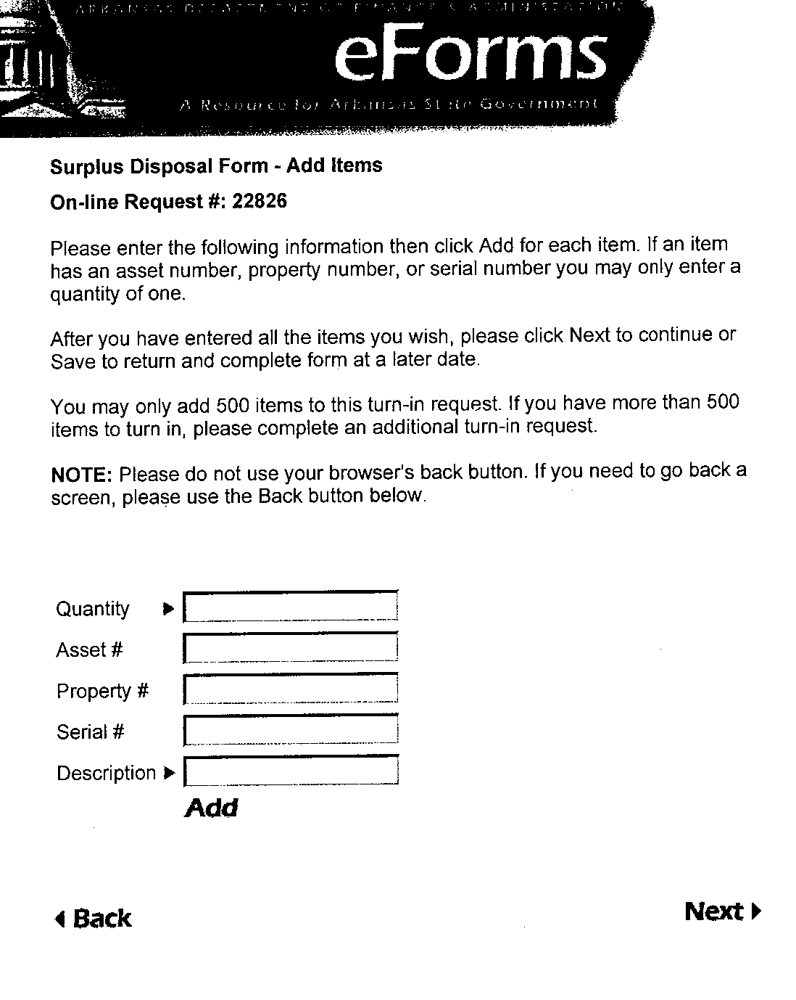 ARKANSAS DEPARTMENT OF FINANCE & ADMINISTRATION
eForms
A Resource for Arkansas State Government
Surplus Disposal Form - Add Items
On-line Request #: 22826
Please enter the following information then click Add for each item. If an item
has an asset number, property number, or serial number you may only enter a
quantity of one.
After you have entered all the items you wish, please click Next to continue or
Save to return and complete form at a later date.
You may only add 500 items to this turn-in request. If you have more than 500
items to turn in, please complete an additional turn-in request.
NOTE: Please do not use your browser's back button. If you need to go back a
screen, please use the Back button below.
Quantity
Asset #
Property #
Serial #
Description
Add
Back
Next